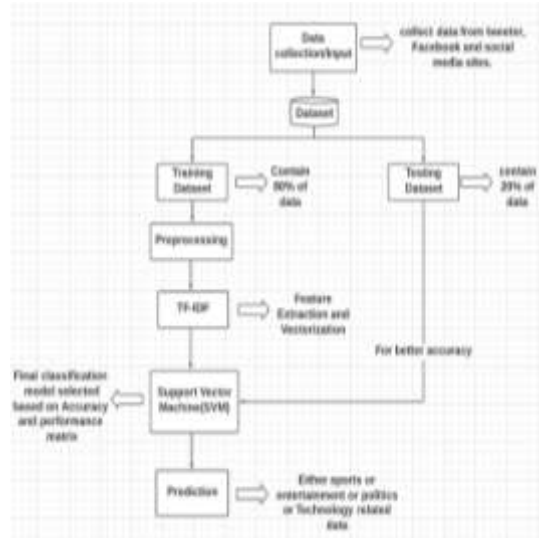 Data
collection/Input
collect data from tweeter,
Facebook and social
media sites.
Dataset
Training
Dataset
Contain
80% of
data
Testing
Dataset
contain
20% of
data
Preprocessing
TF-IDF
Feature
Extraction and
Vectorization
For better accuracy
Final classification
model selected
based on Accuracy
and performance
matrix
Support Vector
Machine(SVM)
Prediction
Either sports or
entertainment or politics
or Technology related
data